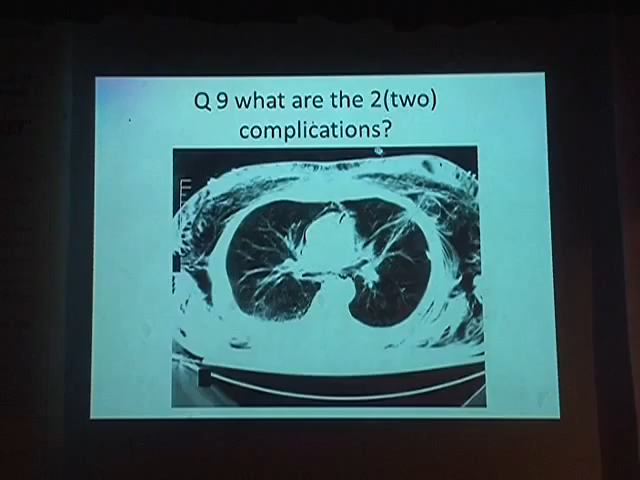 Q 9 what are the 2(two)
complications?